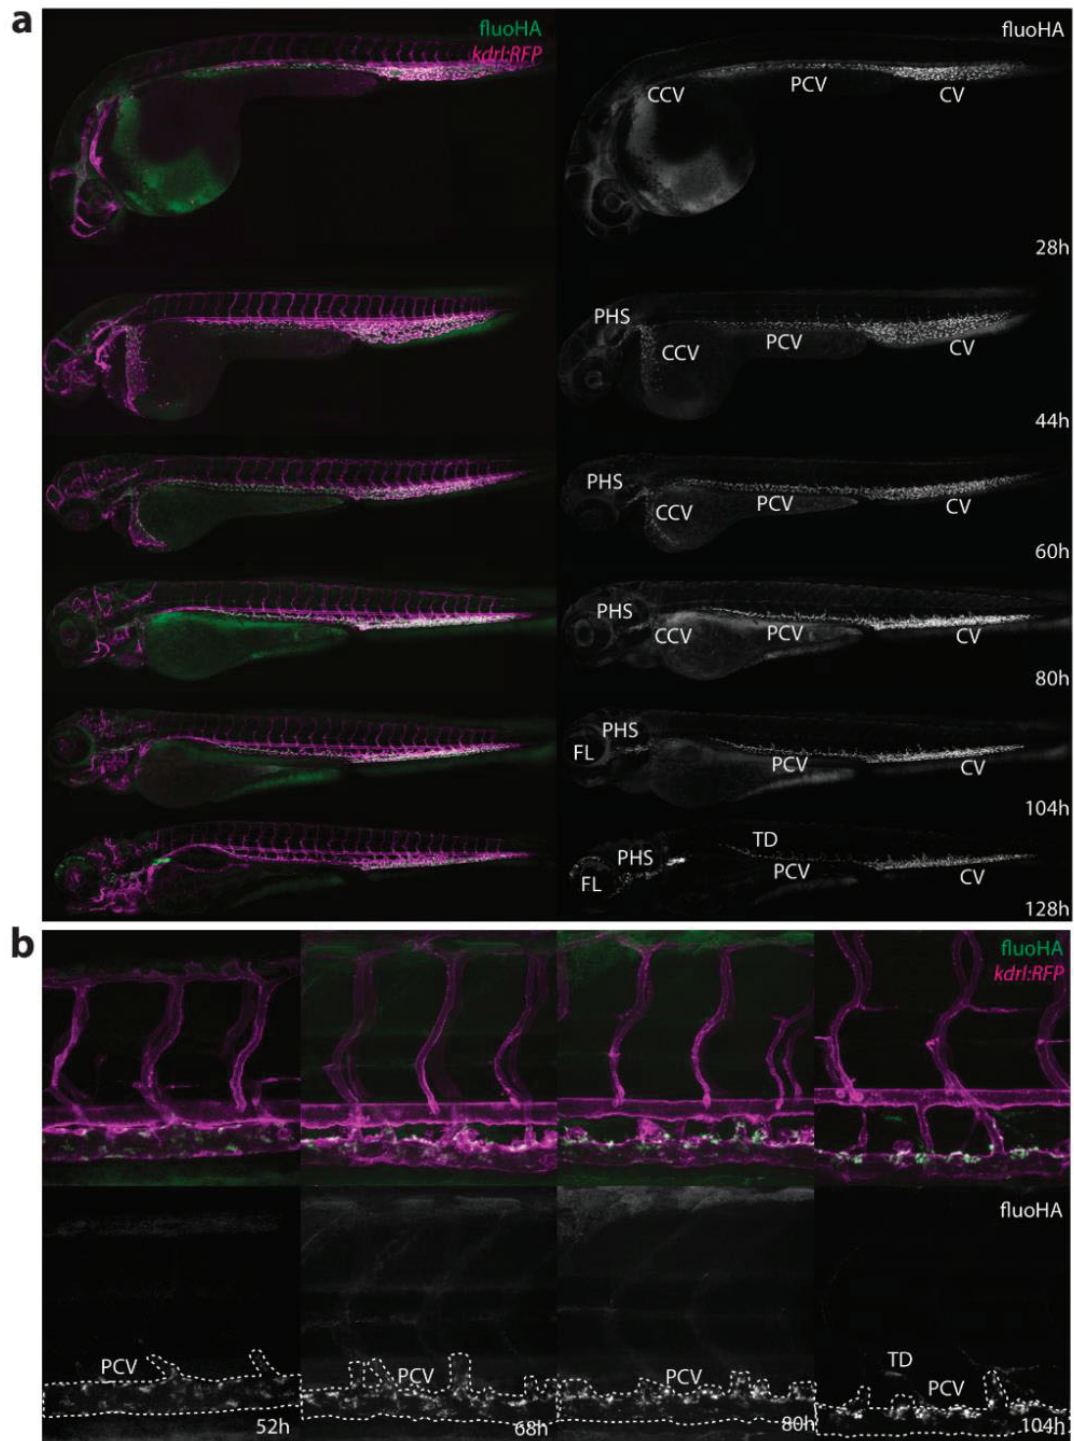 a
fluoHA
kdrl:RFP
fluoHA
CCV
PCV
CV
28h
PHS
CCV
PCV
CV
44h
PHS
CCV
PCV
CV
60h
PHS
CCV
PCV
CV
80h
PHS
FL
PCV
CV
104h
TD
PHS
PCV
FL
CV
128h
b
fluoHA
kdrl:RFP
fluoHA
PCV
52h
PCV
68h
PCV
80h
TD
PCV
104h